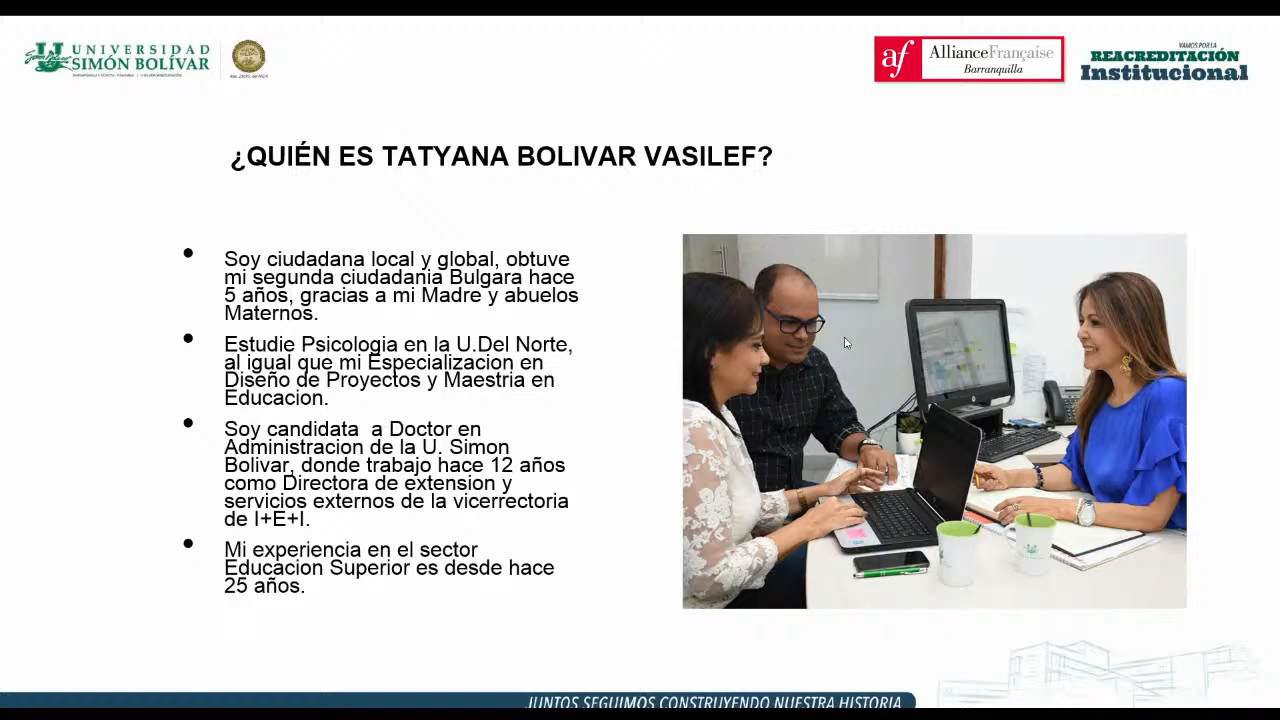 UNIVERSIDAD
SIMÓN BOLÍVAR
af
AllianceFrançaise
Barranquilla
VAMOS POR LA
REACREDITACIÓN
Institucional
¿QUIÉN ES TATYANA BOLIVAR VASILEF?
• Soy ciudadana local y global, obtuve
mi segunda ciudadania Bulgara hace
5 años, gracias a mi Madre y abuelos
Maternos.
• Estudie Psicologia en la U.Del Norte,
al igual que mi Especializacion en
Diseño de Proyectos y Maestria en
Educacion.
• Soy candidata a Doctor en
Administracion de la U. Simon
Bolivar, donde trabajo hace 12 años
como Directora de extension y
servicios externos de la vicerrectoria
de I+E+I.
• Mi experiencia en el sector
Educacion Superior es desde hace
25 años.
JUNTOS SEGUIMOS CONSTRUYENDO NUESTRA HISTORIA